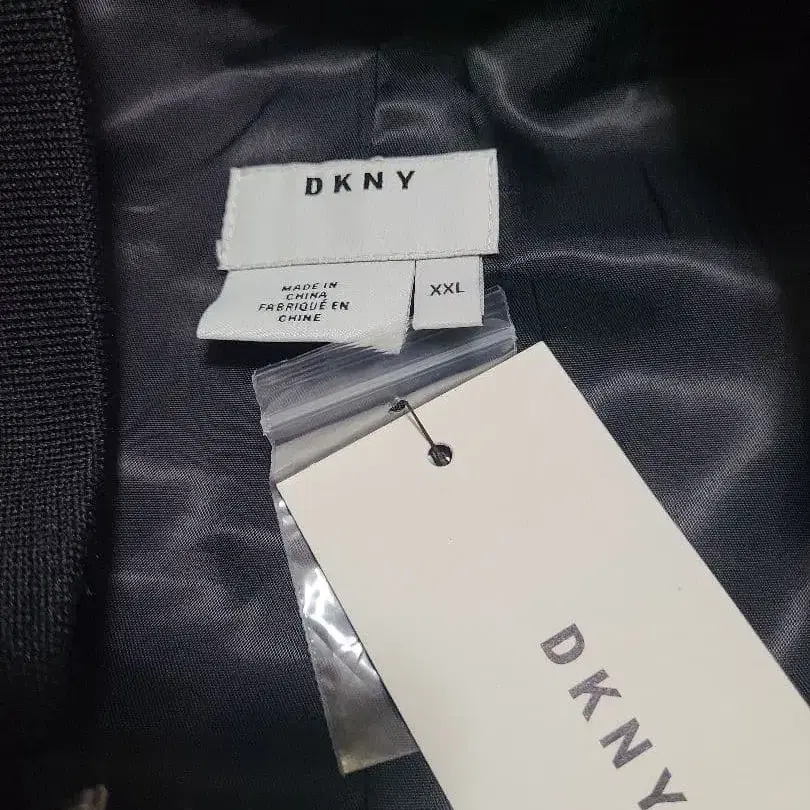 DKNY
MADE IN
CHINA
FABRIQUÉ EN
CHINE
XXL
DKNY